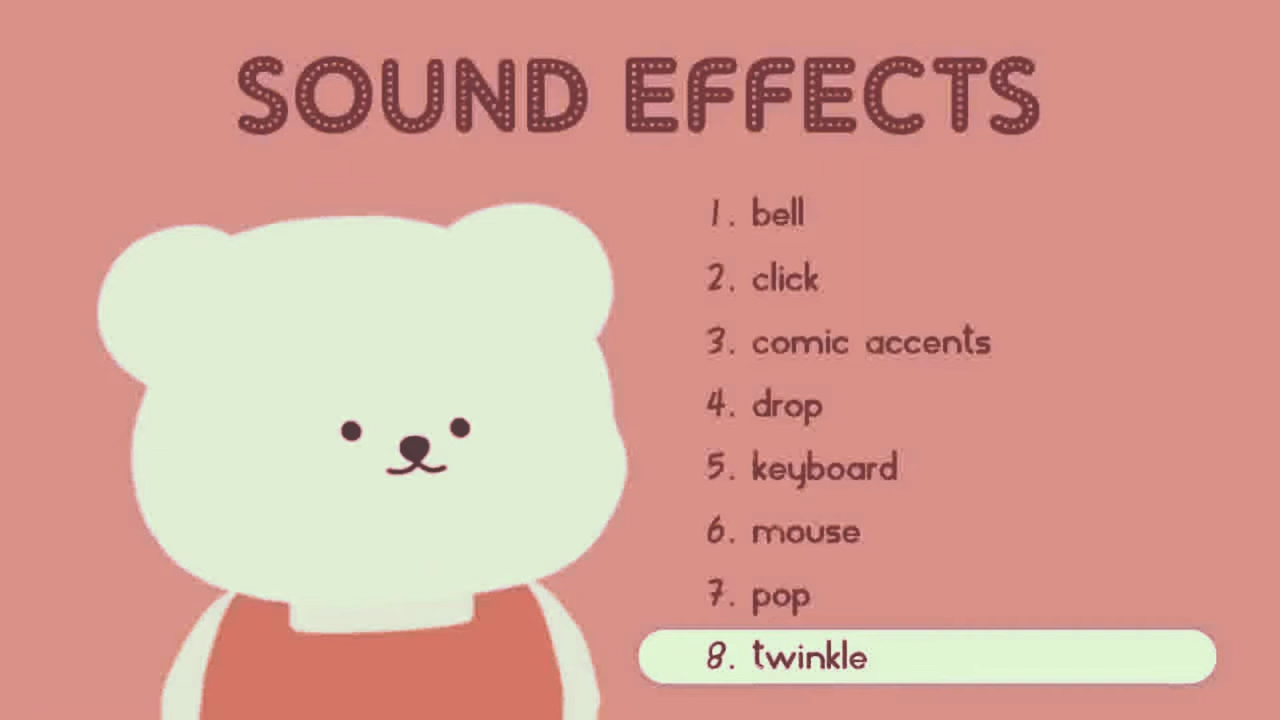 SOUND EFFECTS
1. bell
2. click
3. comic accents
4. drop
5. keyboard
6. mouse
7. pop
8. twinkle